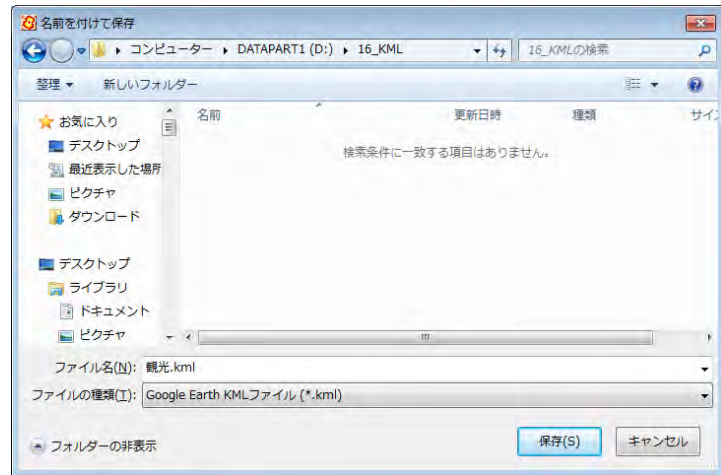 名前を付けて保存
コンピューター ▸ DATAPART1 (D:) ▸ 16_KML
16_KMLの検索
整理 新しいフォルダー
お気に入り
デスクトップ
最近表示した場所
ピクチャ
ダウンロード
デスクトップ
ライブラリ
ドキュメント
ピクチャ
名前 更新日時 種類 サイズ
検索条件に一致する項目はありません。
ファイル名(N): 観光.kml
ファイルの種類(T): Google Earth KMLファイル (*.kml)
フォルダーの非表示
保存(S) キャンセル